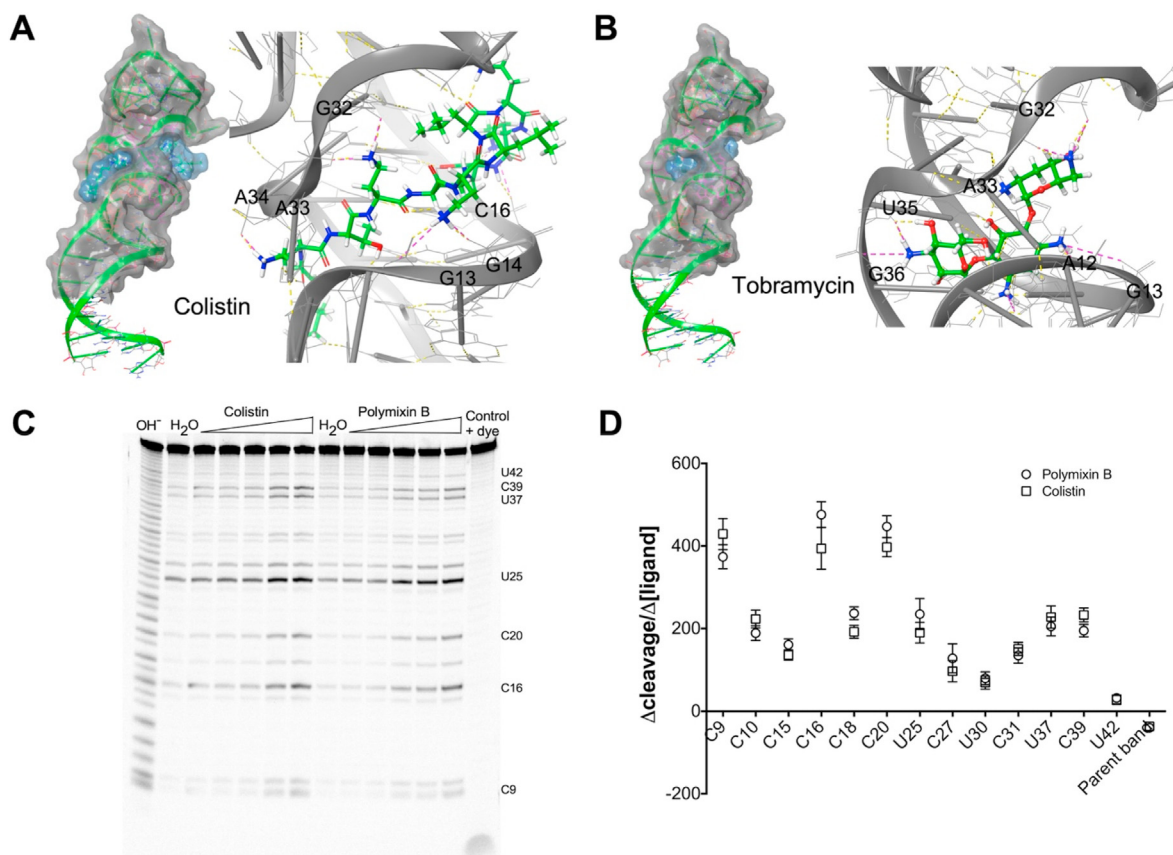 A
G32
A34
A33
C16
G14
G13
Colistin
B
G32
A33
U35
A12
G36
G13
Tobramycin
C
Colistin
Polymixin B
Control
+ dye
OH⁻
H₂O
H₂O
U42
C39
U37
U25
C20
C16
C9
D
Δcleavage/Δ[ligand]
600
400
200
0
-200
Polymixin B
Colistin
C9
C10
C15
C16
C18
C20
U25
C27
U30
C31
U37
C39
U42
Parent band